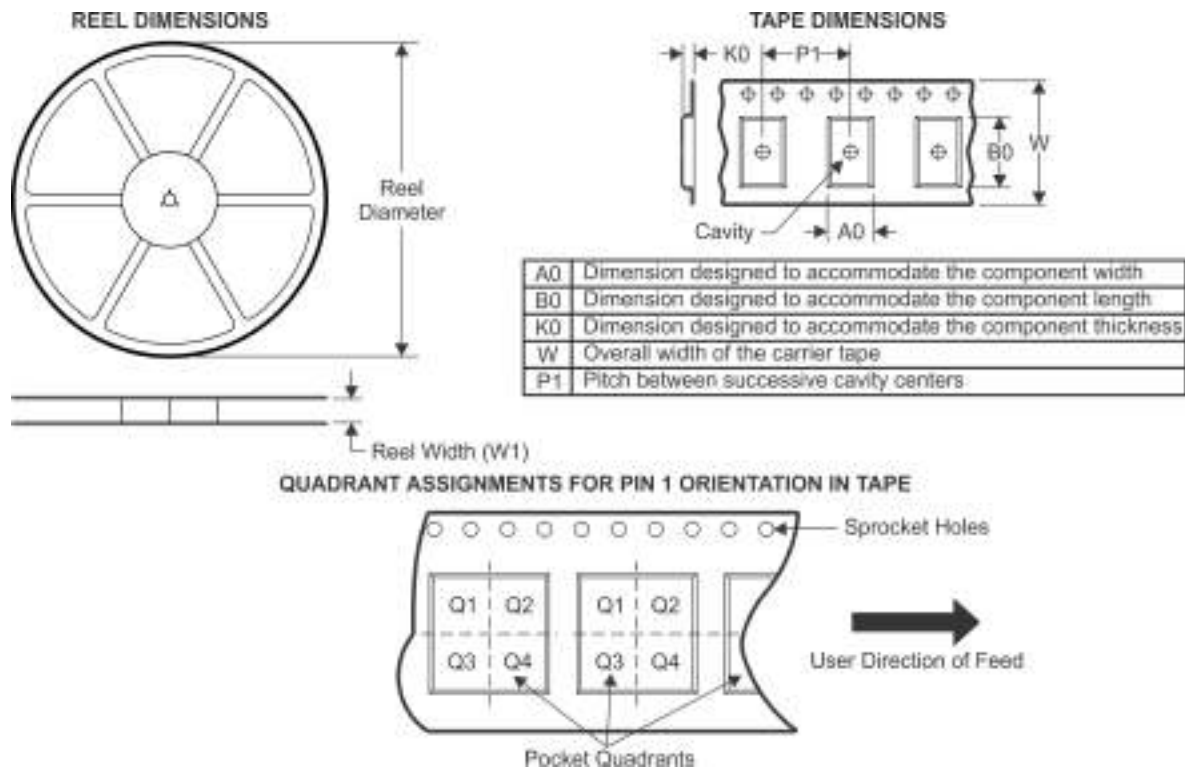 REEL DIMENSIONS
Reel
Diameter
Reel Width (W1)
TAPE DIMENSIONS
K0
P1
B0
W
Cavity
A0
A0 Dimension designed to accommodate the component width
B0 Dimension designed to accommodate the component length
K0 Dimension designed to accommodate the component thickness
W Overall width of the carrier tape
P1 Pitch between successive cavity centers
QUADRANT ASSIGNMENTS FOR PIN 1 ORIENTATION IN TAPE
Sprocket Holes
Q1 Q2 Q1 Q2
Q3 Q4 Q3 Q4
User Direction of Feed
Pocket Quadrants